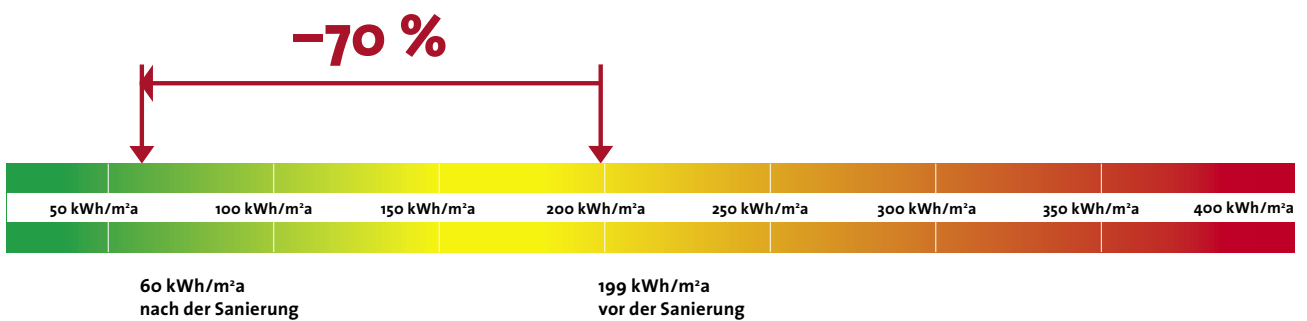 –70 %
50 kWh/m²a 100 kWh/m²a 150 kWh/m²a 200 kWh/m²a 250 kWh/m²a 300 kWh/m²a 350 kWh/m²a 400 kWh/m²a
60 kWh/m²a 199 kWh/m²a
nach der Sanierung vor der Sanierung